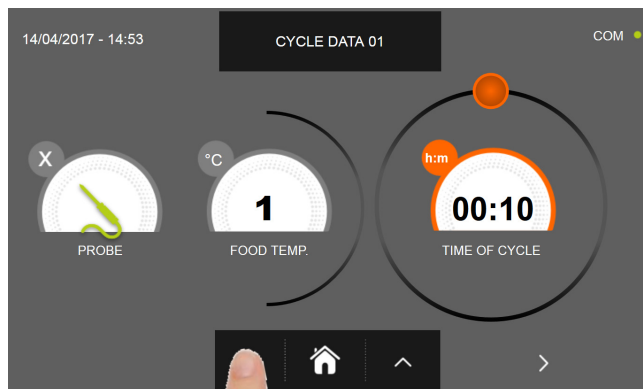 14/04/2017 - 14:53
CYCLE DATA 01
COM
X
°C
h:m
1
00:10
PROBE
FOOD TEMP.
TIME OF CYCLE